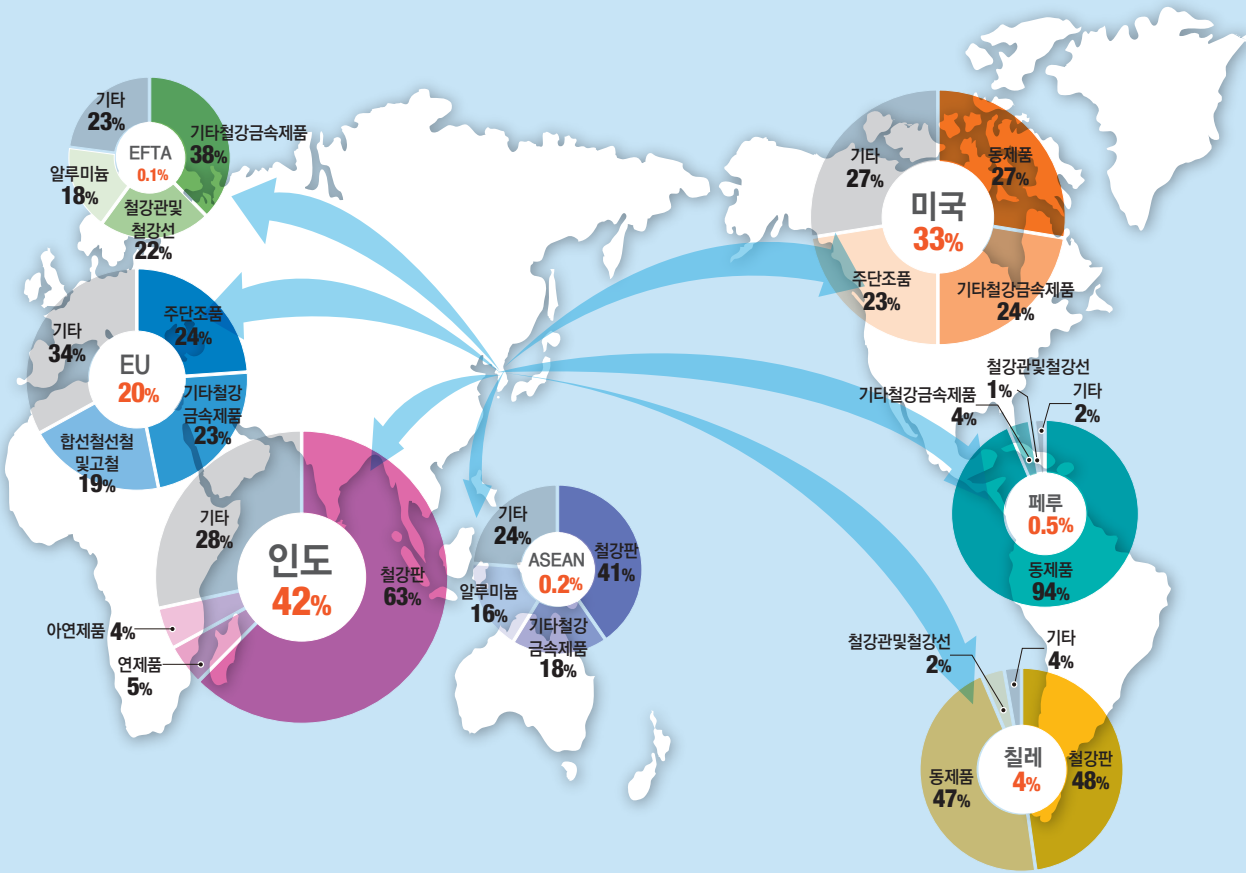 기타
23%
EFTA
0.1%
기타철강금속제품
38%
알루미늄
18%
철강관및
철강선
22%
기타
34%
EU
20%
주단조품
24%
기타철강
금속제품
23%
합선철선철
및고철
19%
기타
28%
인도
42%
철강판
63%
아연제품 4%
연제품
5%
기타
24%
ASEAN
0.2%
철강판
41%
알루미늄
16%
기타철강
금속제품
18%
기타
27%
미국
33%
동제품
27%
주단조품
23%
기타철강금속제품
24%
철강관및철강선
1%
기타철강금속제품
4%
기타
2%
페루
0.5%
동제품
94%
철강관및철강선
2%
기타
4%
칠레
4%
동제품
47%
철강판
48%